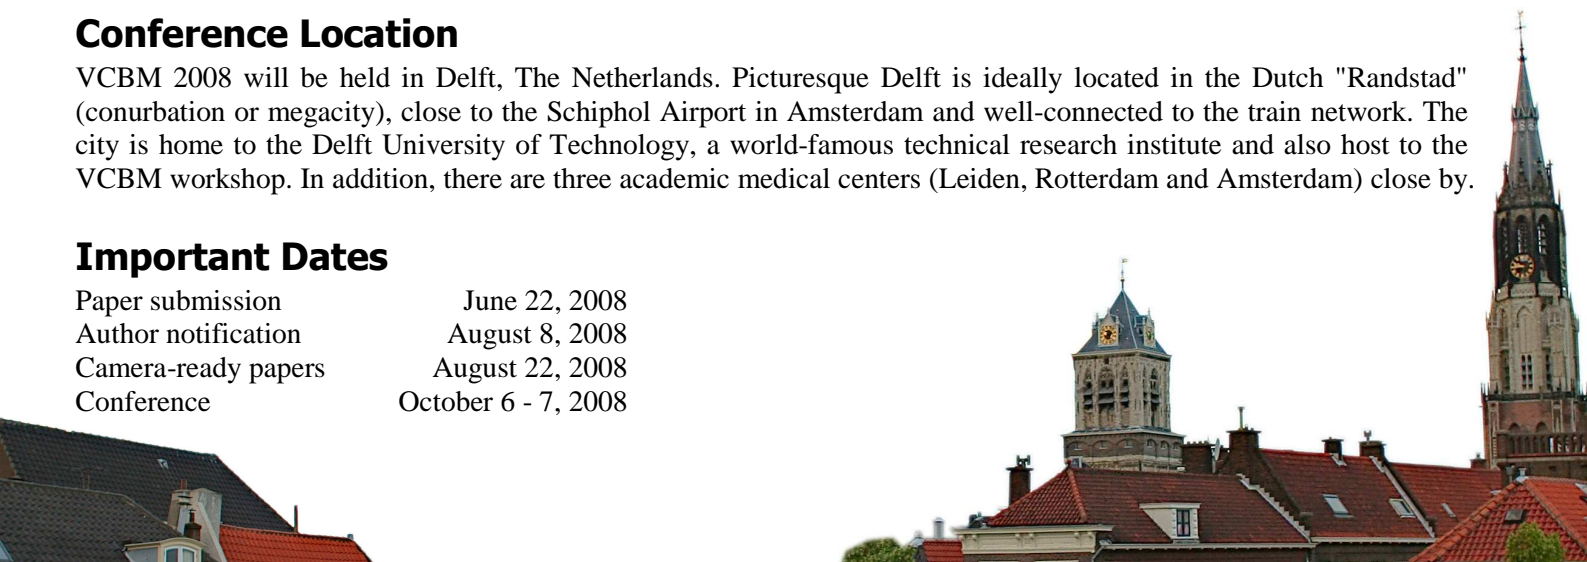 Conference Location
VCBM 2008 will be held in Delft, The Netherlands. Picturesque Delft is ideally located in the Dutch "Randstad"
(conurbation or megacity), close to the Schiphol Airport in Amsterdam and well-connected to the train network. The
city is home to the Delft University of Technology, a world-famous technical research institute and also host to the
VCBM workshop. In addition, there are three academic medical centers (Leiden, Rotterdam and Amsterdam) close by.
Important Dates
Paper submission June 22, 2008
Author notification August 8, 2008
Camera-ready papers August 22, 2008
Conference October 6 - 7, 2008